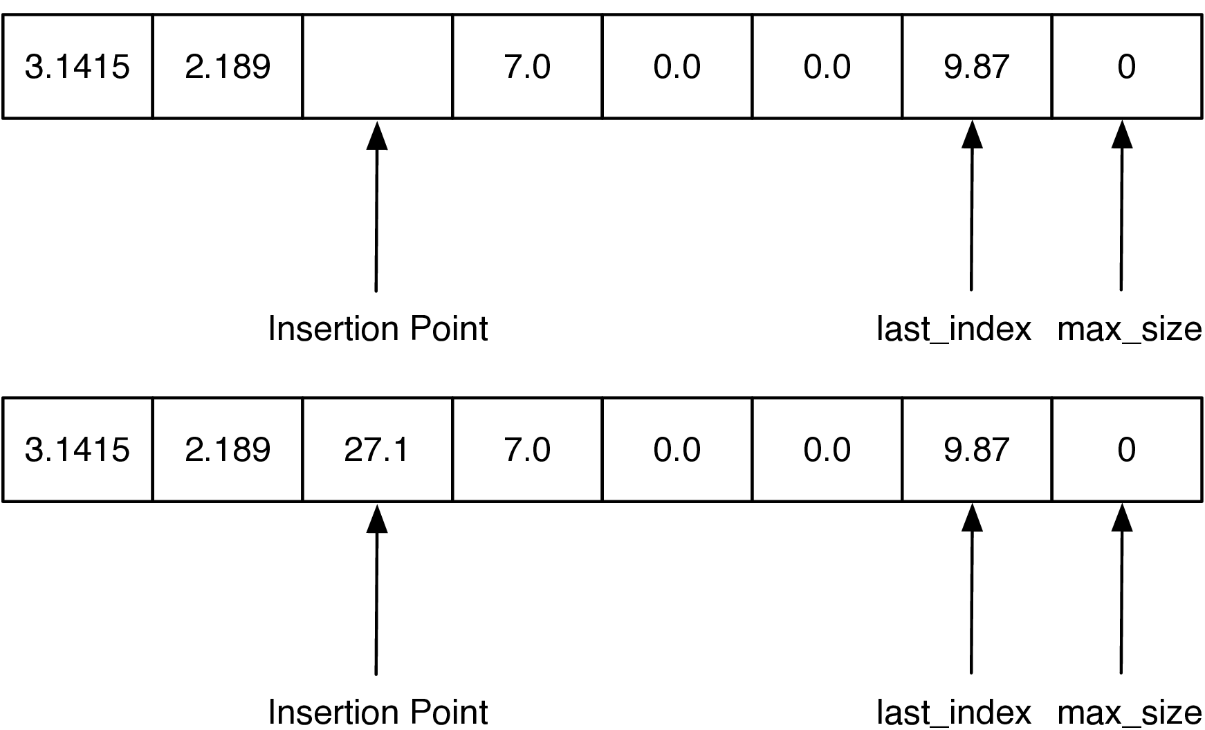 3.1415 2.189 7.0 0.0 0.0 9.87 0
Insertion Point last_index max_size
3.1415 2.189 27.1 7.0 0.0 0.0 9.87 0
Insertion Point last_index max_size